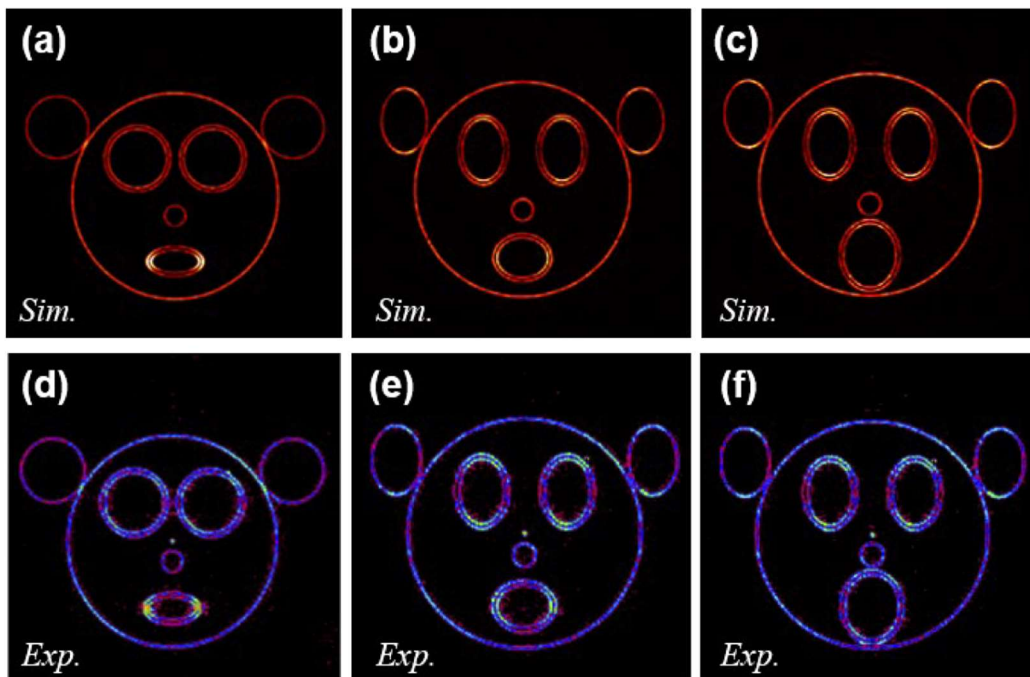 (a)
(b)
(c)
Sim.
Sim.
Sim.
(d)
(e)
(f)
Exp.
Exp.
Exp.